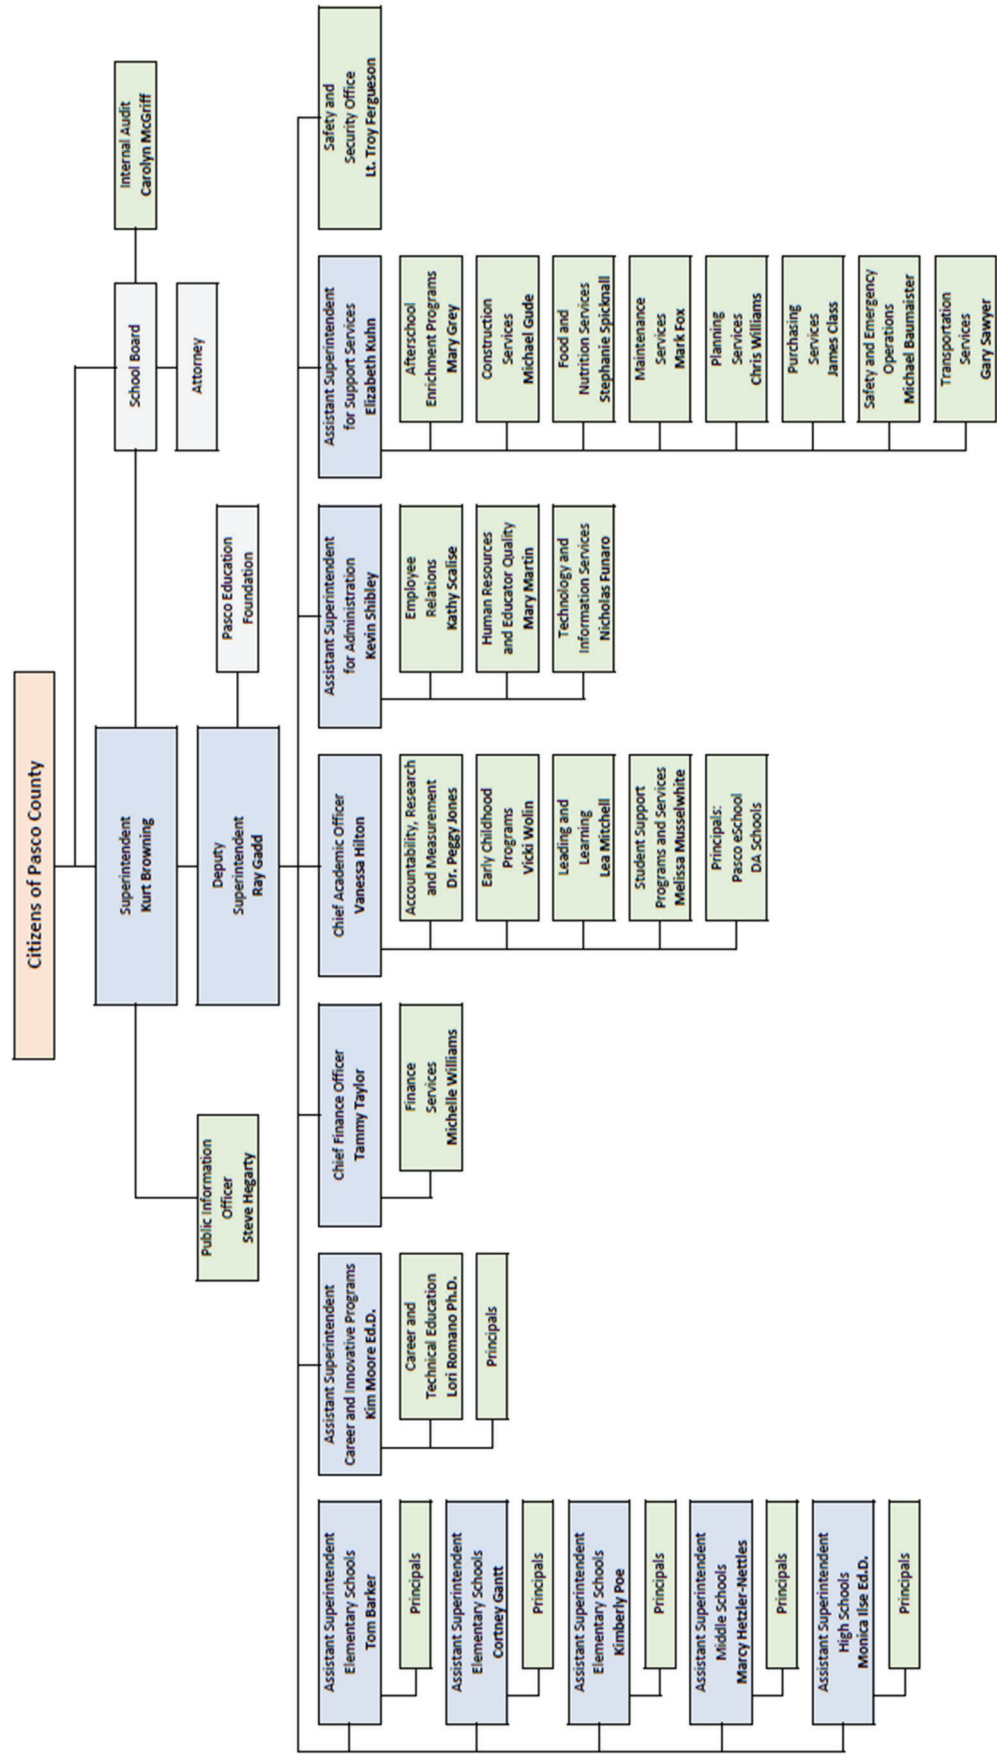 Citizens of Pasco County
Superintendent
Kurt Browning
School Board
Internal Audit
Carolyn McGriff
Attorney
Public Information
Officer
Steve Hegarty
Deputy
Superintendent
Ray Gadd
Pasco Education
Foundation
Assistant Superintendent
Elementary Schools
Tom Barker
Principals
Assistant Superintendent
Elementary Schools
Cortney Gantt
Principals
Assistant Superintendent
Elementary Schools
Kimberly Poe
Principals
Assistant Superintendent
Middle Schools
Marcy Hetzler-Nettles
Principals
Assistant Superintendent
High Schools
Monica Ilse Ed.D.
Principals
Assistant Superintendent
Career and Innovative Programs
Kim Moore Ed.D.
Career and
Technical Education
Lori Romano Ph.D.
Principals
Chief Finance Officer
Tammy Taylor
Finance
Services
Michelle Williams
Chief Academic Officer
Vanessa Hilton
Accountability, Research
and Measurement
Dr. Peggy Jones
Early Childhood
Programs
Vicki Wolin
Leading and
Learning
Lea Mitchell
Student Support
Programs and Services
Melissa Musselwhite
Principals:
Pasco eSchool
DA Schools
Assistant Superintendent
for Administration
Kevin Shibley
Employee
Relations
Kathy Scalise
Human Resources
and Educator Quality
Mary Martin
Technology and
Information Services
Nicholas Funaro
Assistant Superintendent
for Support Services
Elizabeth Kuhn
Afterschool
Enrichment Programs
Mary Grey
Construction
Services
Michael Gude
Food and
Nutrition Services
Stephanie Spicknall
Maintenance
Services
Mark Fox
Planning
Services
Chris Williams
Purchasing
Services
James Class
Safety and Emergency
Operations
Michael Baumaister
Transportation
Services
Gary Sawyer
Safety and
Security Office
Lt. Troy Fergueson